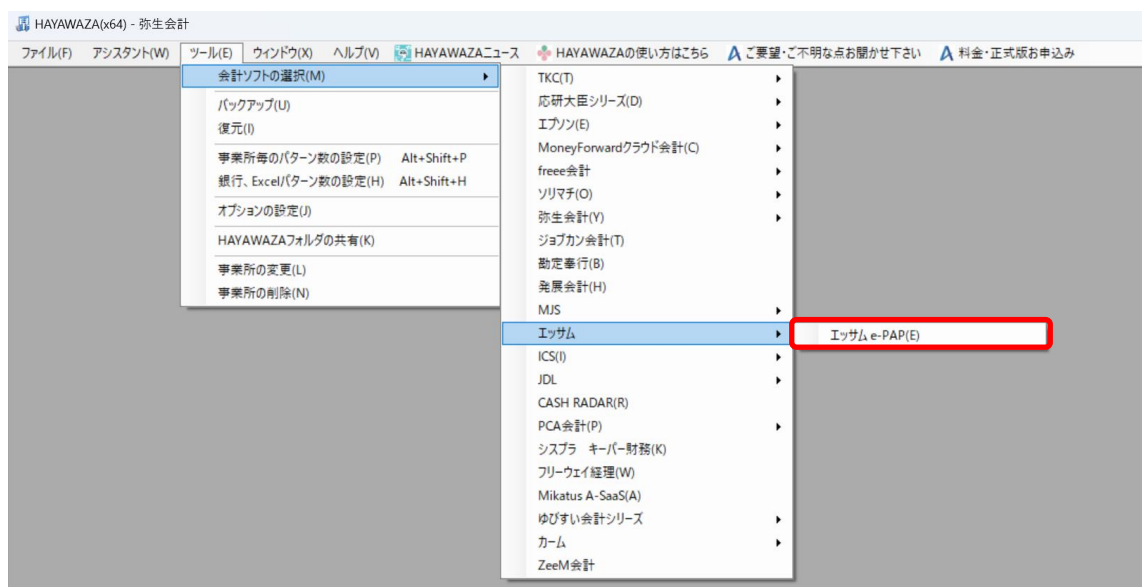 HAYAWAZA(x64) - 弥生会計
ファイル(F) アシスタント(W) ツール(E) ウィンドウ(X) ヘルプ(V) HAYAWAZAニュース HAYAWAZAの使い方はこちら ご要望・ご不明な点お聞かせ下さい 料金・正式版お申込み
会計ソフトの選択(M)
バックアップ(U)
復元(I)
事業所毎のパターン数の設定(P) Alt+Shift+P
銀行、Excelパターン数の設定(H) Alt+Shift+H
オプションの設定(J)
HAYAWAZAフォルダの共有(K)
事業所の変更(L)
事業所の削除(N)
TKC(T)
応研大臣シリーズ(D)
エプソン(E)
MoneyForwardクラウド会計(C)
freee会計
ソリマチ(O)
弥生会計(Y)
ジョブカン会計(T)
勘定奉行(B)
発展会計(H)
MJS
エッサム
ICS(I)
JDL
CASH RADAR(R)
PCA会計(P)
シスプラ　キーパー財務(K)
フリーウェイ経理(W)
Mikatus A-SaaS(A)
ゆびすい会計シリーズ
カーム
ZeeM会計
エッサム e-PAP(E)